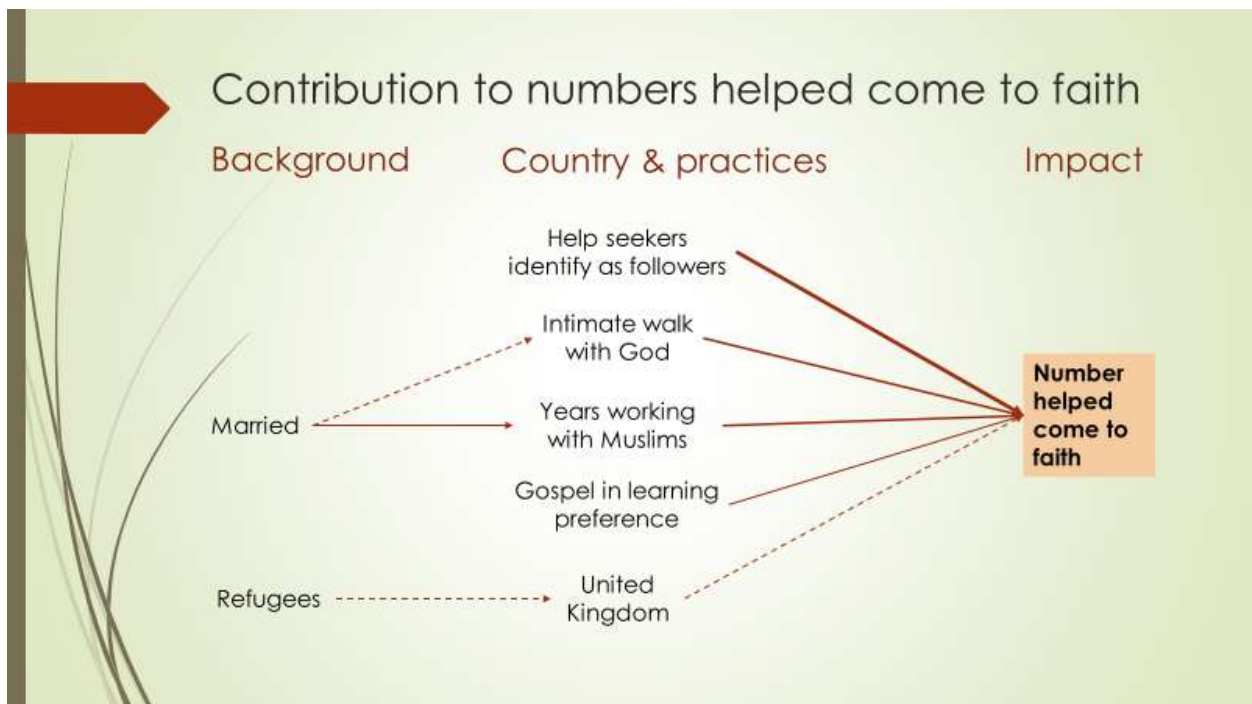 Contribution to numbers helped come to faith
Background
Country & practices
Impact
Help seekers
identify as followers
Intimate walk
with God
Married
Years working
with Muslims
Number
helped
come to
faith
Gospel in learning
preference
Refugees
United
Kingdom